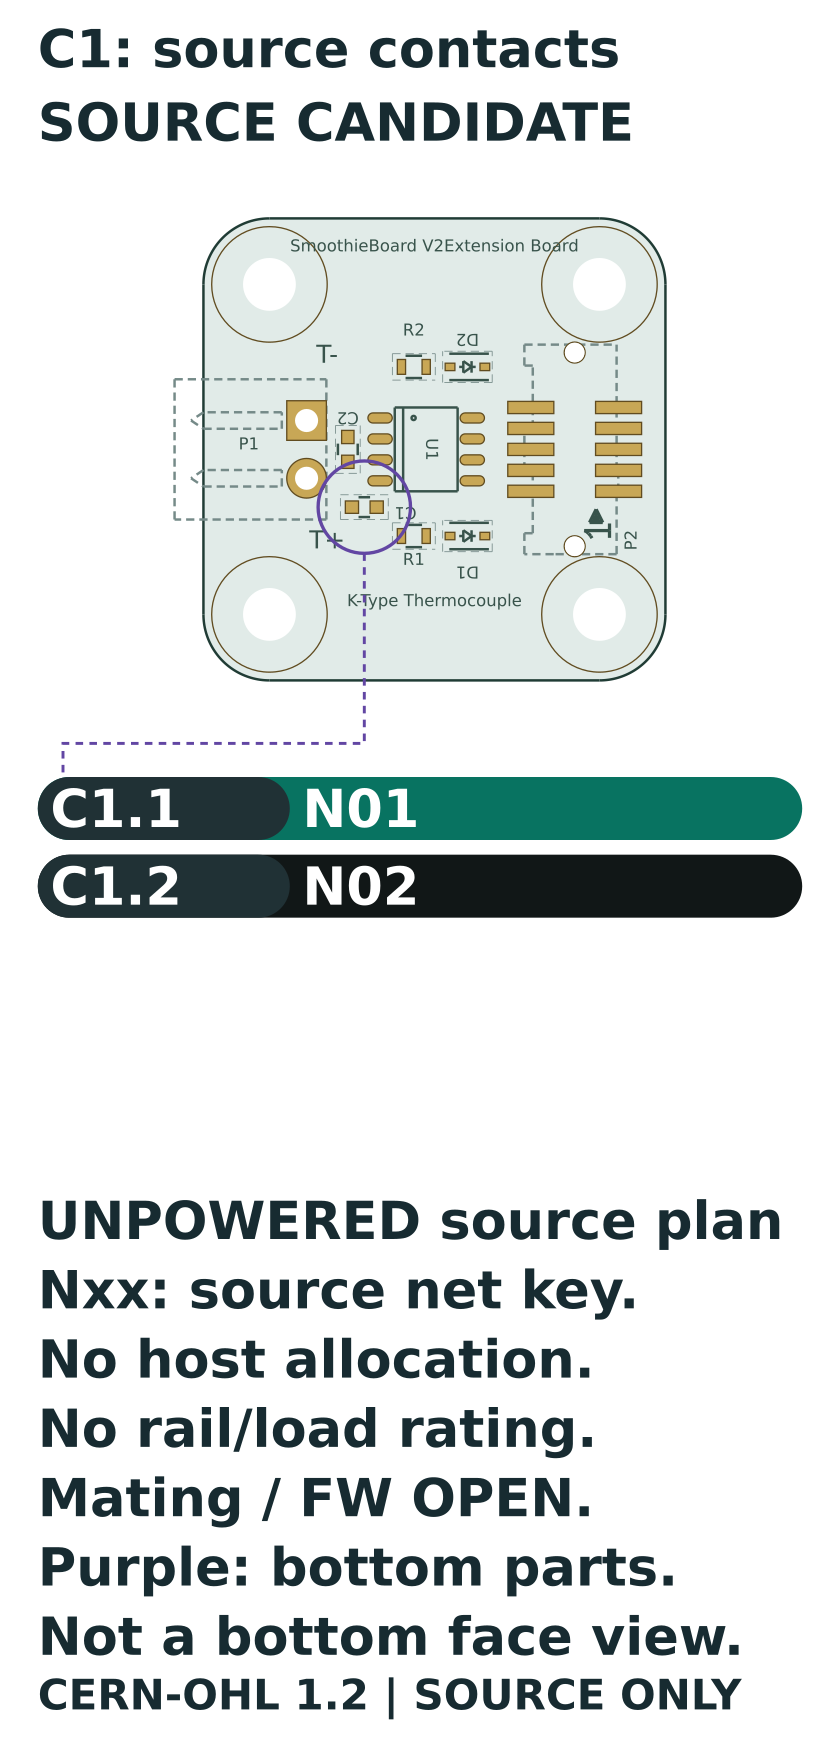 C1: source contacts
SOURCE CANDIDATE
SmoothieBoard V2Extension Board
R2
D2
T-
C2
P1
U1
C1
1
T+
R1
P2
D1
K-Type Thermocouple
C1.1 N01
C1.2 N02
UNPOWERED source plan
Nxx: source net key.
No host allocation.
No rail/load rating.
Mating / FW OPEN.
Purple: bottom parts.
Not a bottom face view.
CERN-OHL 1.2 | SOURCE ONLY